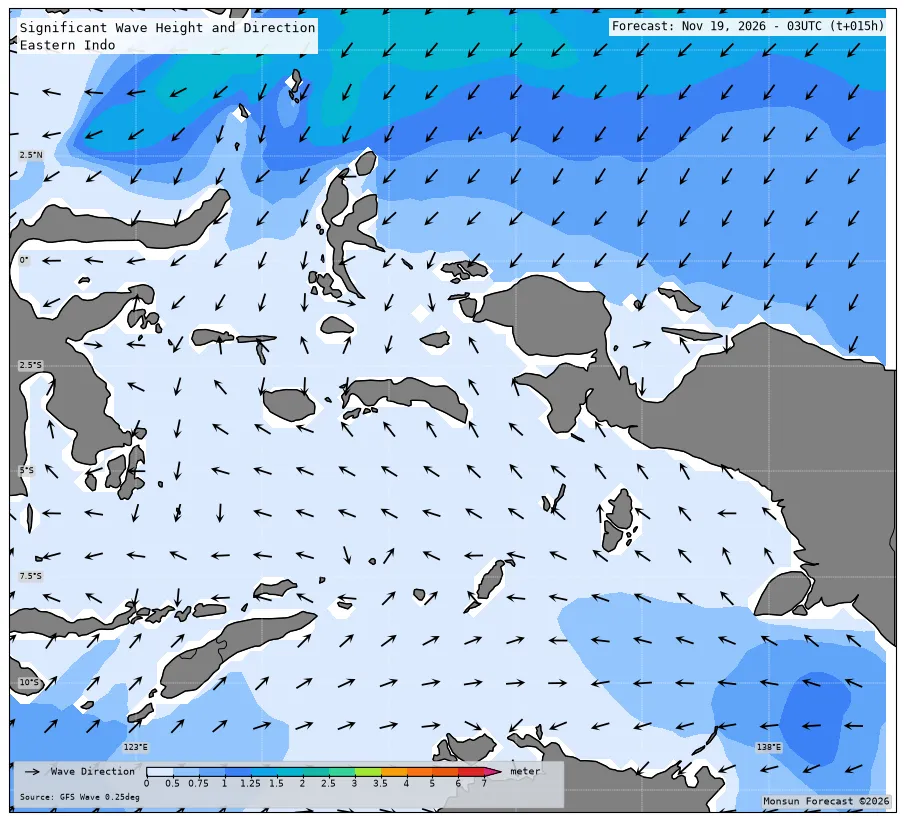 Significant Wave Height and Direction
Eastern Indo
Forecast: Nov 19, 2026 - 03UTC (t+015h)
2.5°N
0°
2.5°S
5°S
7.5°S
10°S
123°E
138°E
Wave Direction
meter
0 0.5 0.75 1 1.25 1.5 2 2.5 3 3.5 4 5 6 7
Source: GFS Wave 0.25deg
Monsun Forecast ©2026